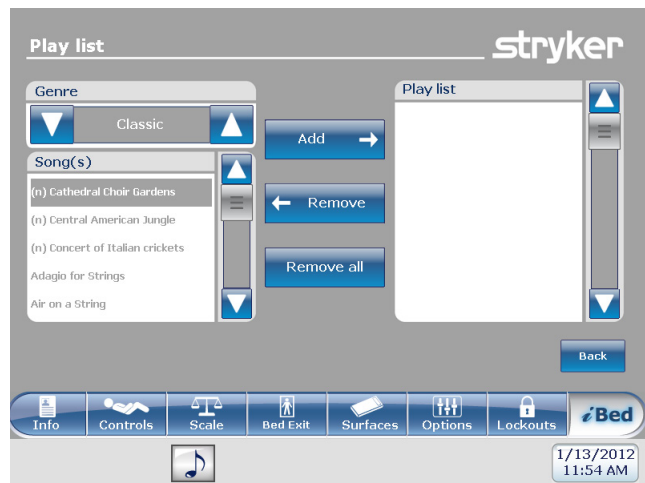 Play list
stryker
Genre
Classic
Song(s)
(n) Cathedral Choir Gardens
(n) Central American Jungle
(n) Concert of Italian crickets
Adagio for Strings
Air on a String
Add
Remove
Remove all
Play list
Back
Info
Controls
Scale
Bed Exit
Surfaces
Options
Lockouts
iBed
1/13/2012
11:54 AM